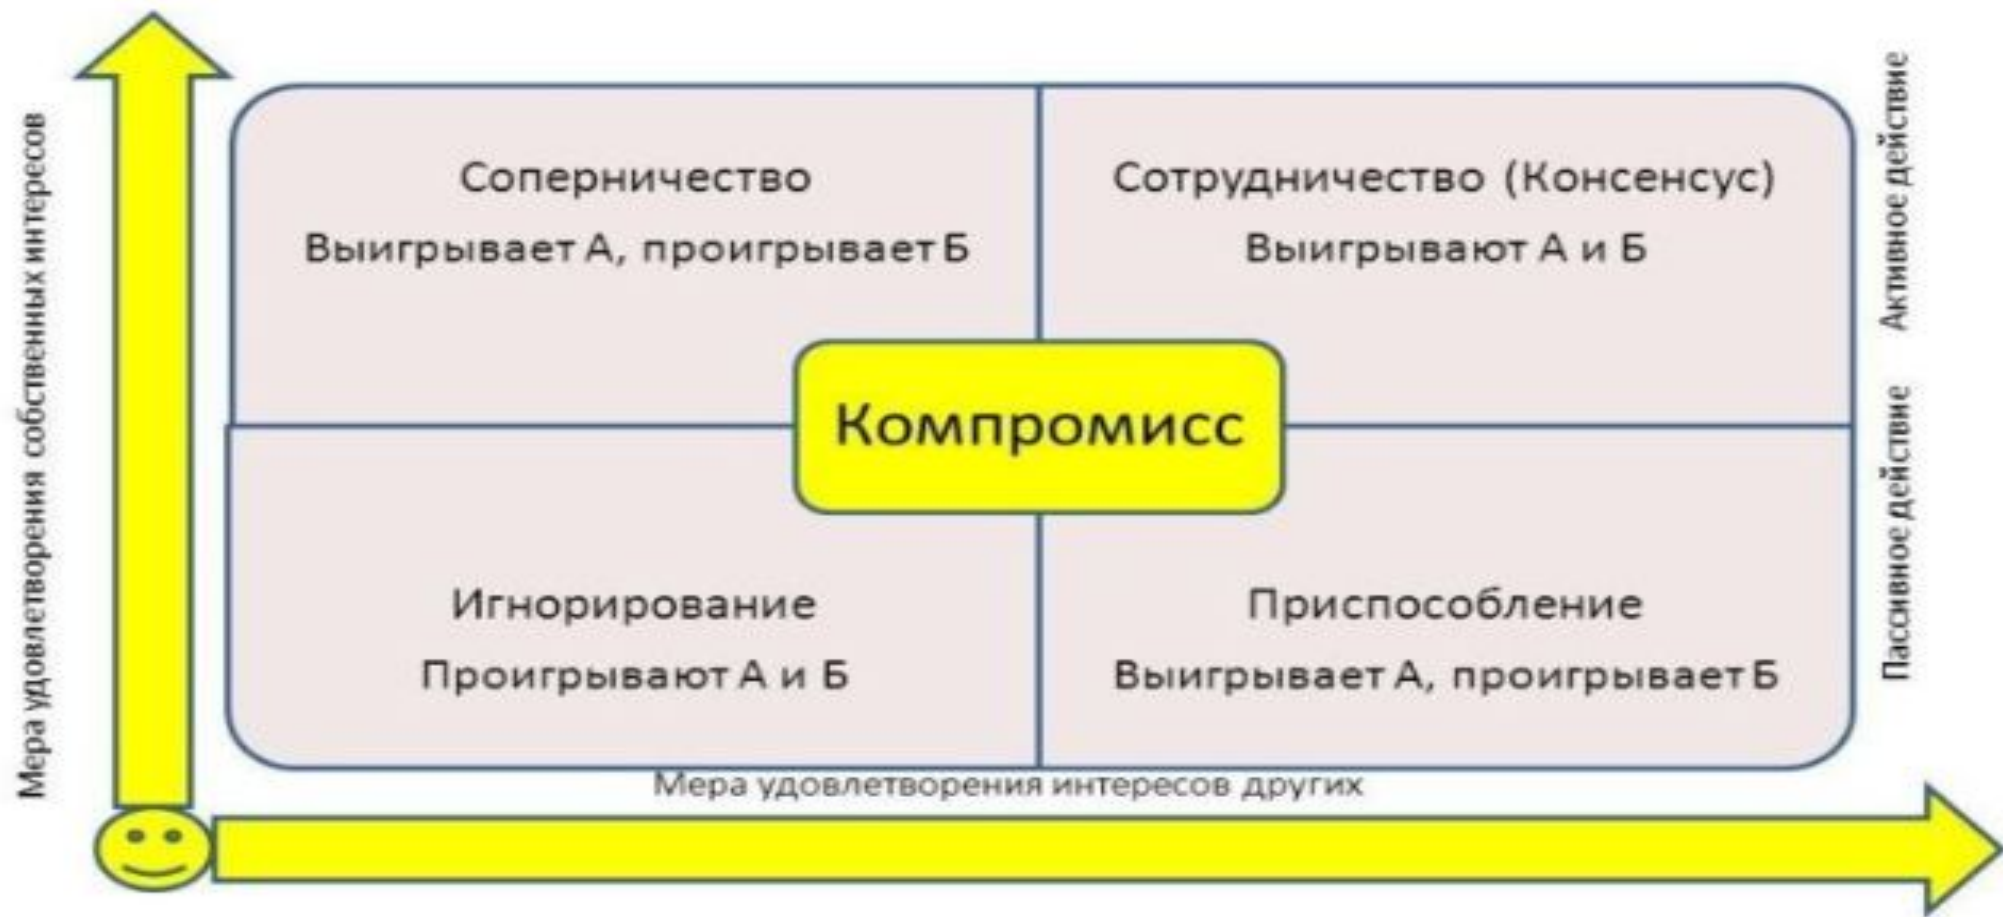 Мера удовлетворения собственных интересов
Соперничество
Выигрывает А, проигрывает Б
Сотрудничество (Консенсус)
Выигрывают А и Б
Активное действие
Компромисс
Игнорирование
Проигрывают А и Б
Приспособление
Выигрывает А, проигрывает Б
Пассивное действие
Мера удовлетворения интересов других